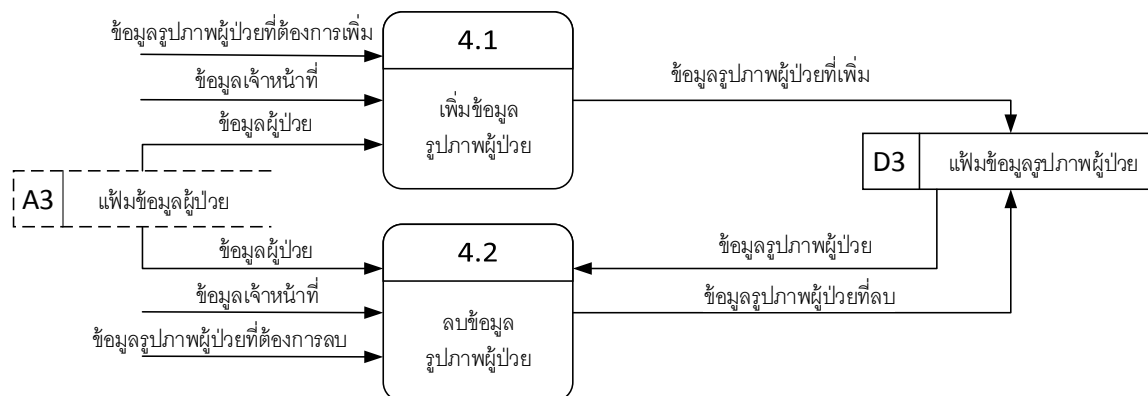 ข้อมูลรูปภาพผู้ป่วยที่ต้องการเพิ่ม
4.1
ข้อมูลเจ้าหน้าที่
ข้อมูลรูปภาพผู้ป่วยที่เพิ่ม
เพิ่มข้อมูล
รูปภาพผู้ป่วย
ข้อมูลผู้ป่วย
A3
แฟ้มข้อมูลผู้ป่วย
D3
แฟ้มข้อมูลรูปภาพผู้ป่วย
ข้อมูลผู้ป่วย
4.2
ข้อมูลรูปภาพผู้ป่วย
ข้อมูลเจ้าหน้าที่
ข้อมูลรูปภาพผู้ป่วยที่ลบ
ลบข้อมูล
รูปภาพผู้ป่วย
ข้อมูลรูปภาพผู้ป่วยที่ต้องการลบ